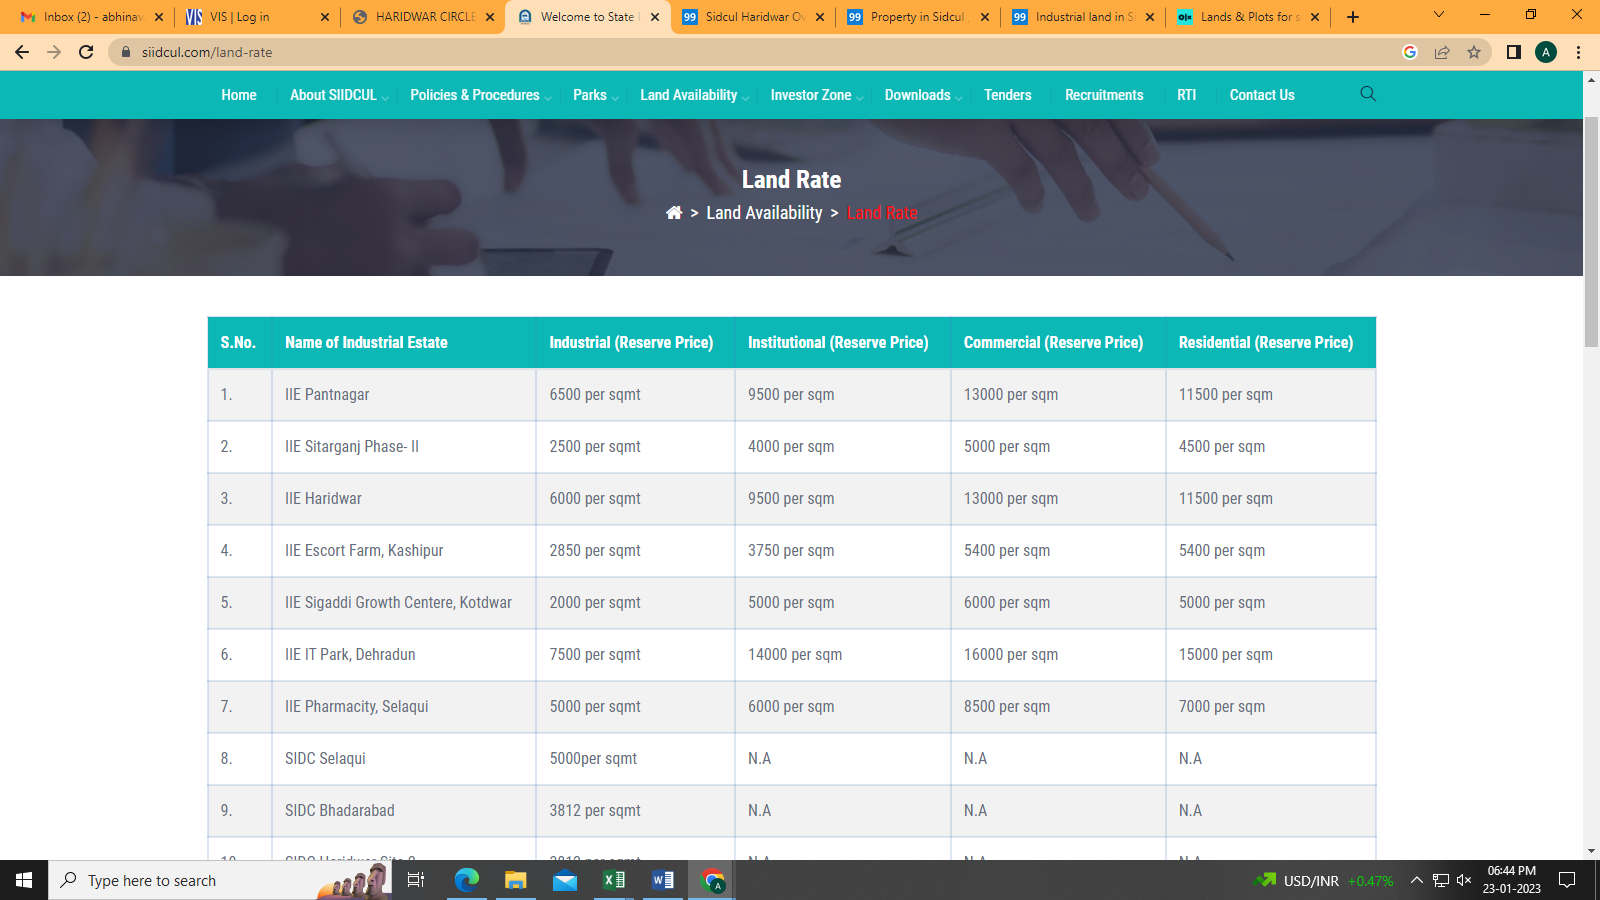 Inbox (2) - abhinav
VIS | Log in
HARIDWAR CIRCLE
Welcome to State
Sidcul Haridwar Ov
Property in Sidcul
Industrial land in S
Lands & Plots for s
siidcul.com/land-rate
A
Home About SIIDCUL Policies & Procedures Parks Land Availability Investor Zone Downloads Tenders Recruitments RTI Contact Us
Land Rate
> Land Availability > Land Rate
S.No. Name of Industrial Estate Industrial (Reserve Price) Institutional (Reserve Price) Commercial (Reserve Price) Residential (Reserve Price)
1. IIE Pantnagar 6500 per sqmt 9500 per sqm 13000 per sqm 11500 per sqm
2. IIE Sitarganj Phase- II 2500 per sqmt 4000 per sqm 5000 per sqm 4500 per sqm
3. IIE Haridwar 6000 per sqmt 9500 per sqm 13000 per sqm 11500 per sqm
4. IIE Escort Farm, Kashipur 2850 per sqmt 3750 per sqm 5400 per sqm 5400 per sqm
5. IIE Sigaddi Growth Centere, Kotdwar 2000 per sqmt 5000 per sqm 6000 per sqm 5000 per sqm
6. IIE IT Park, Dehradun 7500 per sqmt 14000 per sqm 16000 per sqm 15000 per sqm
7. IIE Pharmacity, Selaqui 5000 per sqmt 6000 per sqm 8500 per sqm 7000 per sqm
8. SIDC Selaqui 5000per sqmt N.A N.A N.A
9. SIDC Bhadarabad 3812 per sqmt N.A N.A N.A
Type here to search
USD/INR +0.47%
06:44 PM
23-01-2023